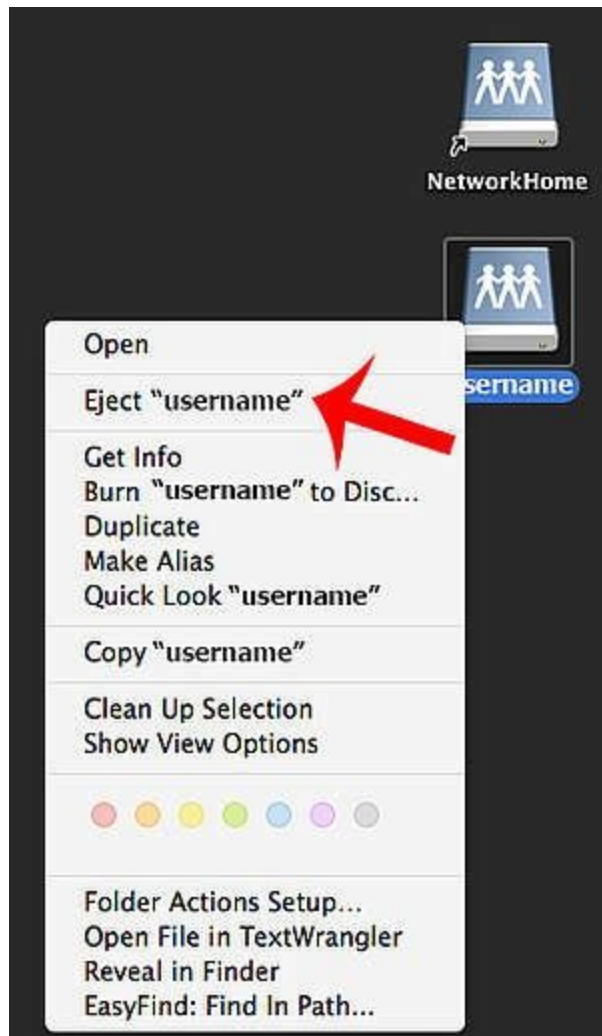 NetworkHome
sername
Open
Eject “username”
Get Info
Burn “username” to Disc...
Duplicate
Make Alias
Quick Look “username”
Copy “username”
Clean Up Selection
Show View Options
Folder Actions Setup...
Open File in TextWrangler
Reveal in Finder
EasyFind: Find In Path...